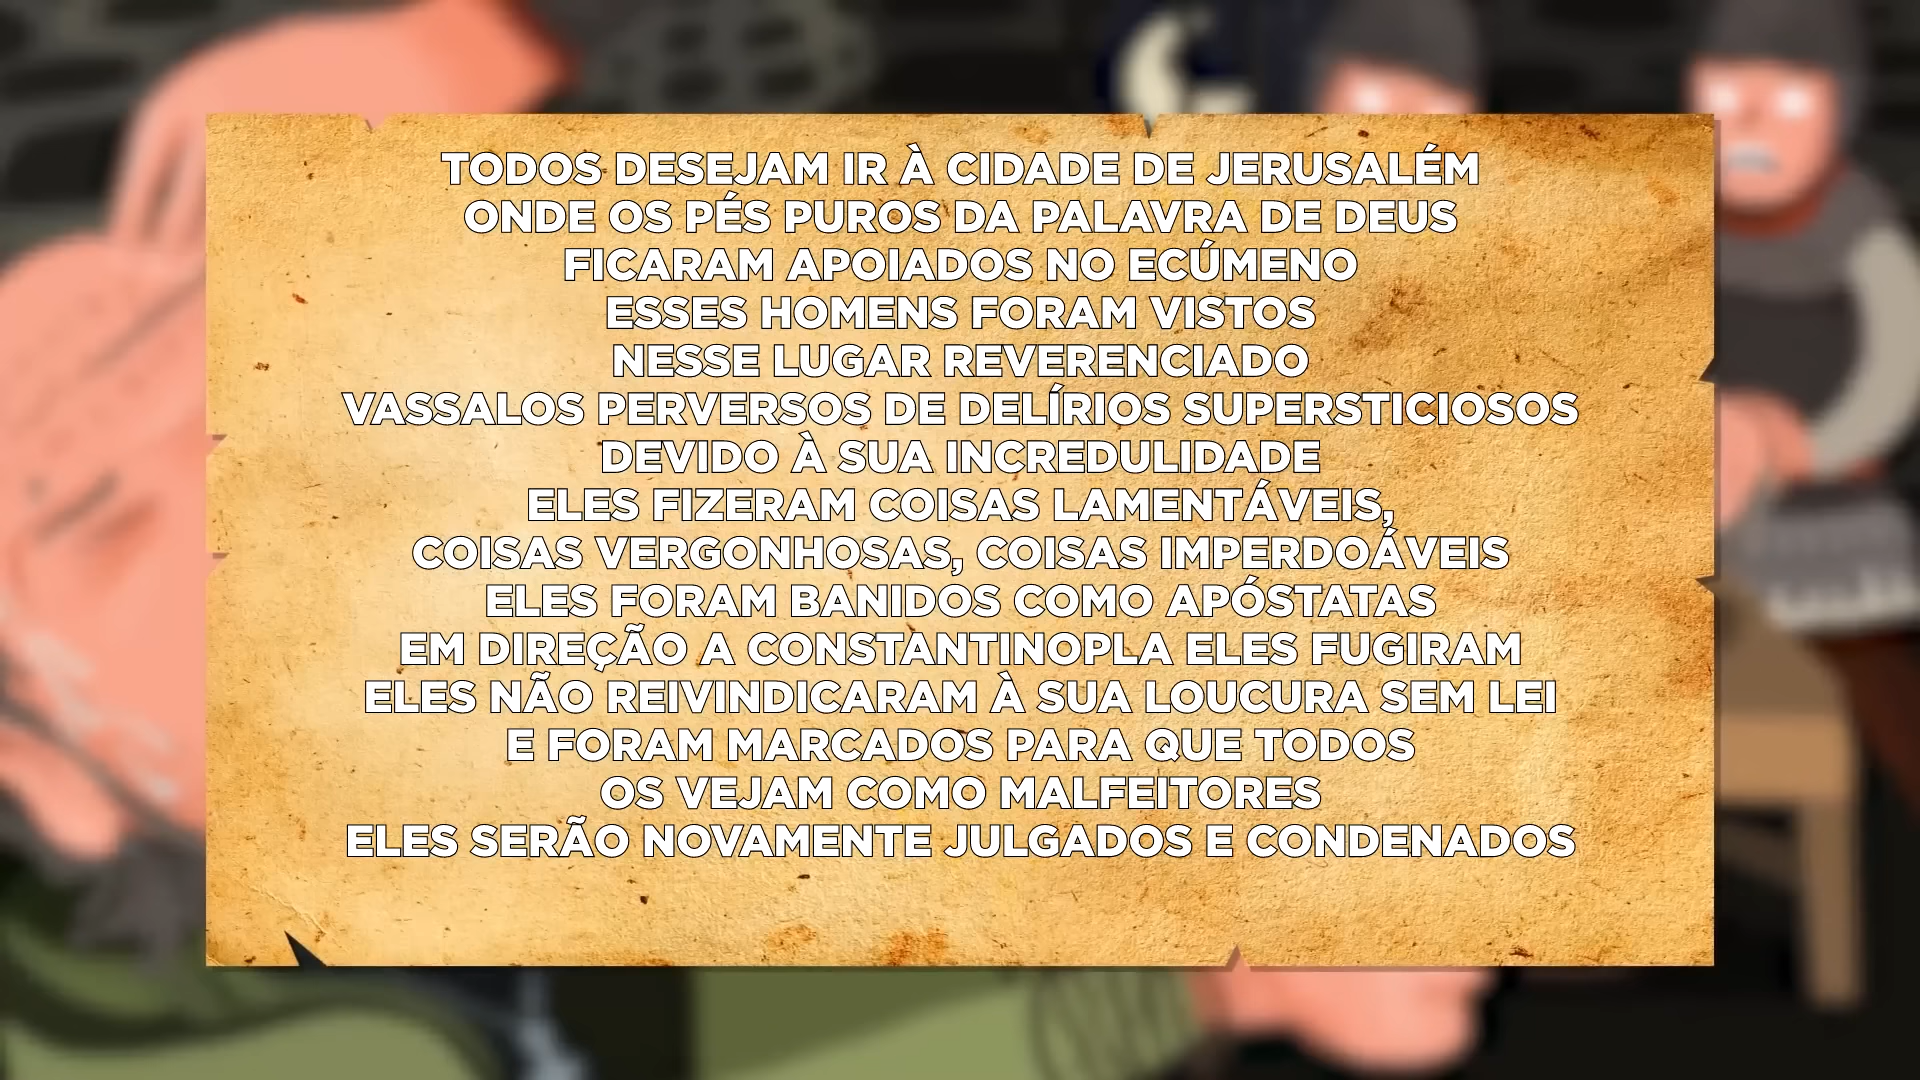 TODOS DESEJAM IR À CIDADE DE JERUSALÉM
ONDE OS PÉS PUROS DA PALAVRA DE DEUS
FICARAM APOIADOS NO ECÚMENO
ESSES HOMENS FORAM VISTOS
NESSE LUGAR REVERENCIADO
VASSALOS PERVERSOS DE DELÍRIOS SUPERSTICIOSOS
DEVIDO À SUA INCREDULIDADE
ELES FIZERAM COISAS LAMENTÁVEIS,
COISAS VERGONHOSAS, COISAS IMPERDOÁVEIS
ELES FORAM BANIDOS COMO APÓSTATAS
EM DIREÇÃO A CONSTANTINOPLA ELES FUGIRAM
ELES NÃO REIVINDICARAM À SUA LOUCURA SEM LEI
E FORAM MARCADOS PARA QUE TODOS
OS VEJAM COMO MALFEITORES
ELES SERÃO NOVAMENTE JULGADOS E CONDENADOS